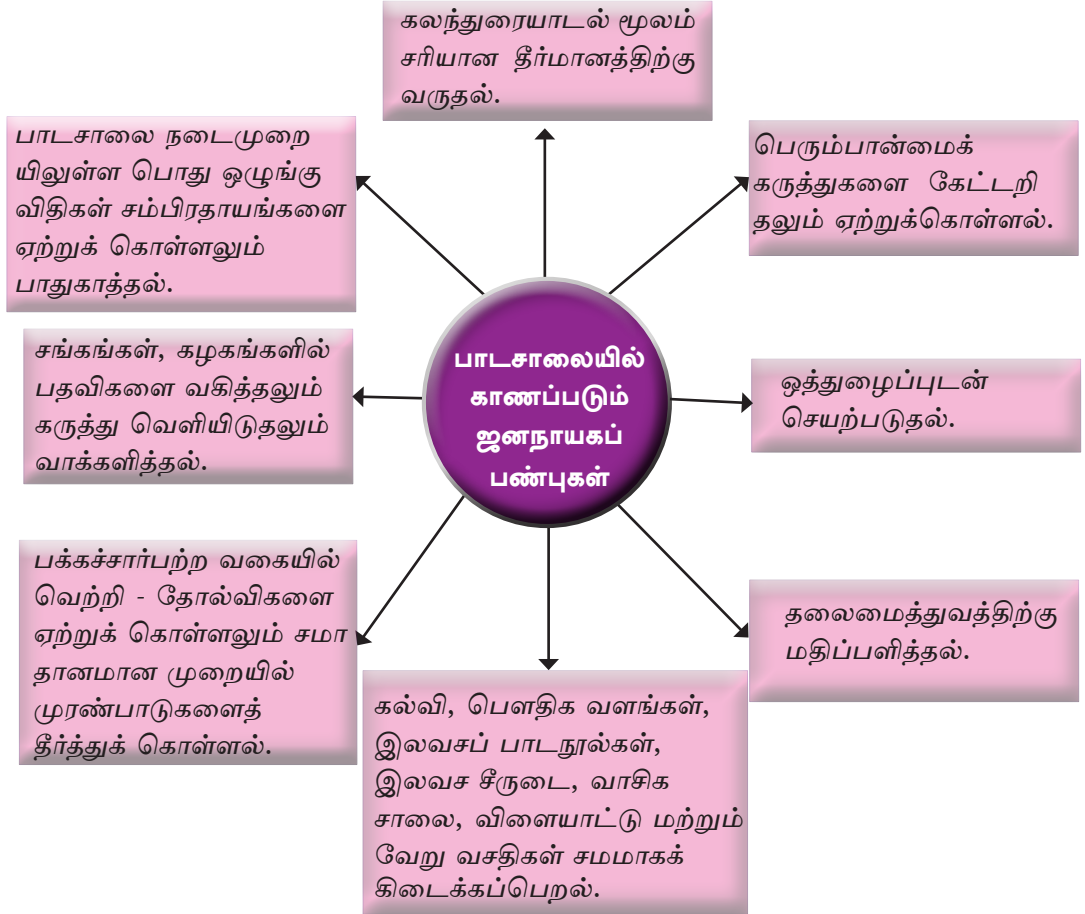 கலந்துரையாடல் மூலம்
சரியான தீர்மானத்திற்கு
வருதல்.
பாடசாலை நடைமுறை
யிலுள்ள பொது ஒழுங்கு
விதிகள் சம்பிரதாயங்களை
ஏற்றுக் கொள்ளலும்
பாதுகாத்தல்.
பெரும்பான்மைக்
கருத்துகளை கேட்டறி
தலும் ஏற்றுக்கொள்ளல்.
சங்கங்கள், கழகங்களில்
பதவிகளை வகித்தலும்
கருத்து வெளியிடுதலும்
வாக்களித்தல்.
பாடசாலையில்
காணப்படும்
ஜனநாயகப்
பண்புகள்
ஒத்துழைப்புடன்
செயற்படுதல்.
பக்கச்சார்பற்ற வகையில்
வெற்றி - தோல்விகளை
ஏற்றுக் கொள்ளலும் சமா
தானமான முறையில்
முரண்பாடுகளைத்
தீர்த்துக் கொள்ளல்.
தலைமைத்துவத்திற்கு
மதிப்பளித்தல்.
கல்வி, பௌதிக வளங்கள்,
இலவசப் பாடநூல்கள்,
இலவச சீருடை, வாசிக
சாலை, விளையாட்டு மற்றும்
வேறு வசதிகள் சமமாகக்
கிடைக்கப்பெறல்.